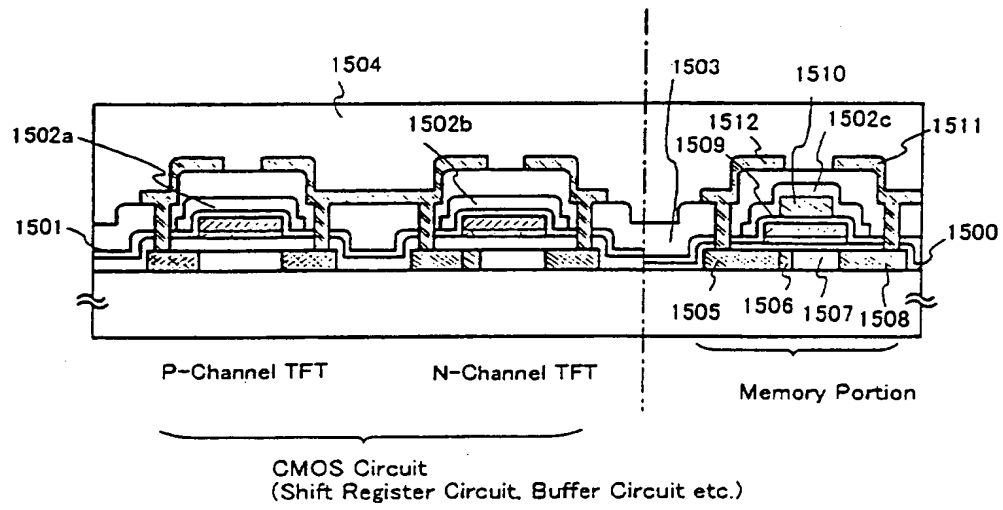 1504
1503
1510
1502a
1502b
1512
1502c
1511
1509
1501
1500
1505
1506
1507
1508
P-Channel TFT
N-Channel TFT
Memory Portion
CMOS Circuit
(Shift Register Circuit, Buffer Circuit etc.)